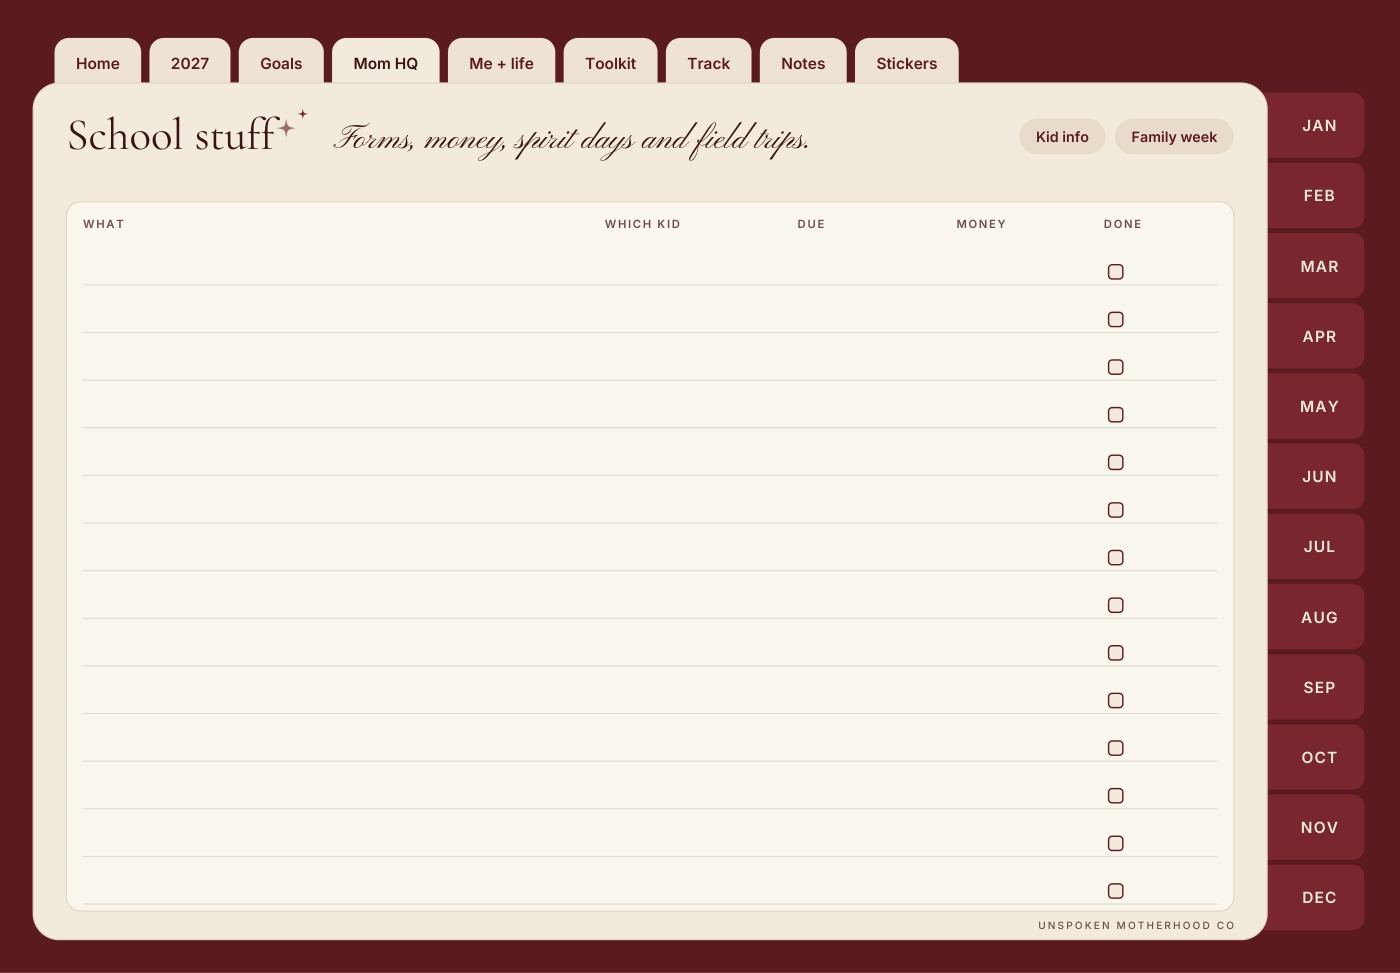 Home 2027 Goals Mom HQ Me + life Toolkit Track Notes Stickers
School stuff Forms, money, spirit days and field trips. Kid info Family week
WHAT WHICH KID DUE MONEY DONE
JAN
FEB
MAR
APR
MAY
JUN
JUL
AUG
SEP
OCT
NOV
DEC
UNSPOKEN MOTHERHOOD CO